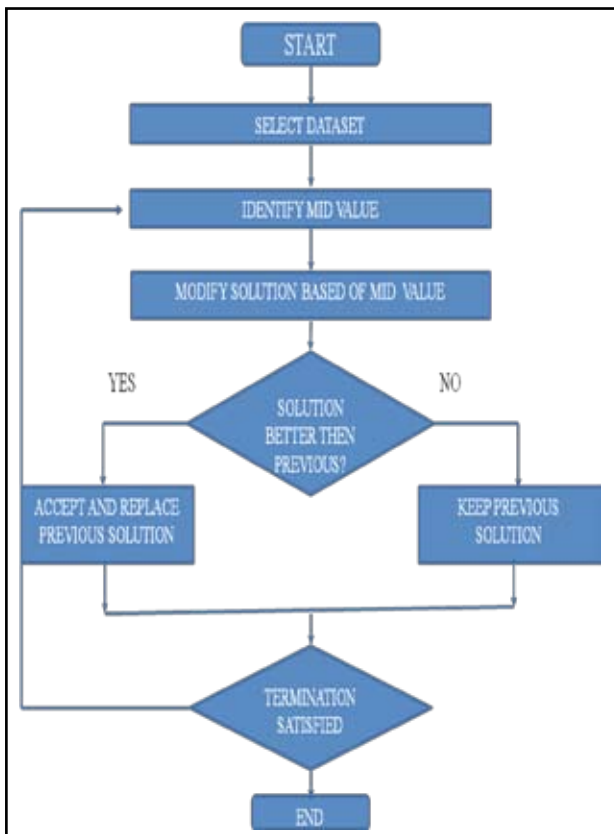 START
SELECT DATASET
IDENTIFY MID VALUE
MODIFY SOLUTION BASED OF MID VALUE
YES
NO
SOLUTION
BETTER THEN
PREVIOUS?
ACCEPT AND REPLACE
PREVIOUS SOLUTION
KEEP PREVIOUS
SOLUTION
TERMINATION
SATISFIED
END